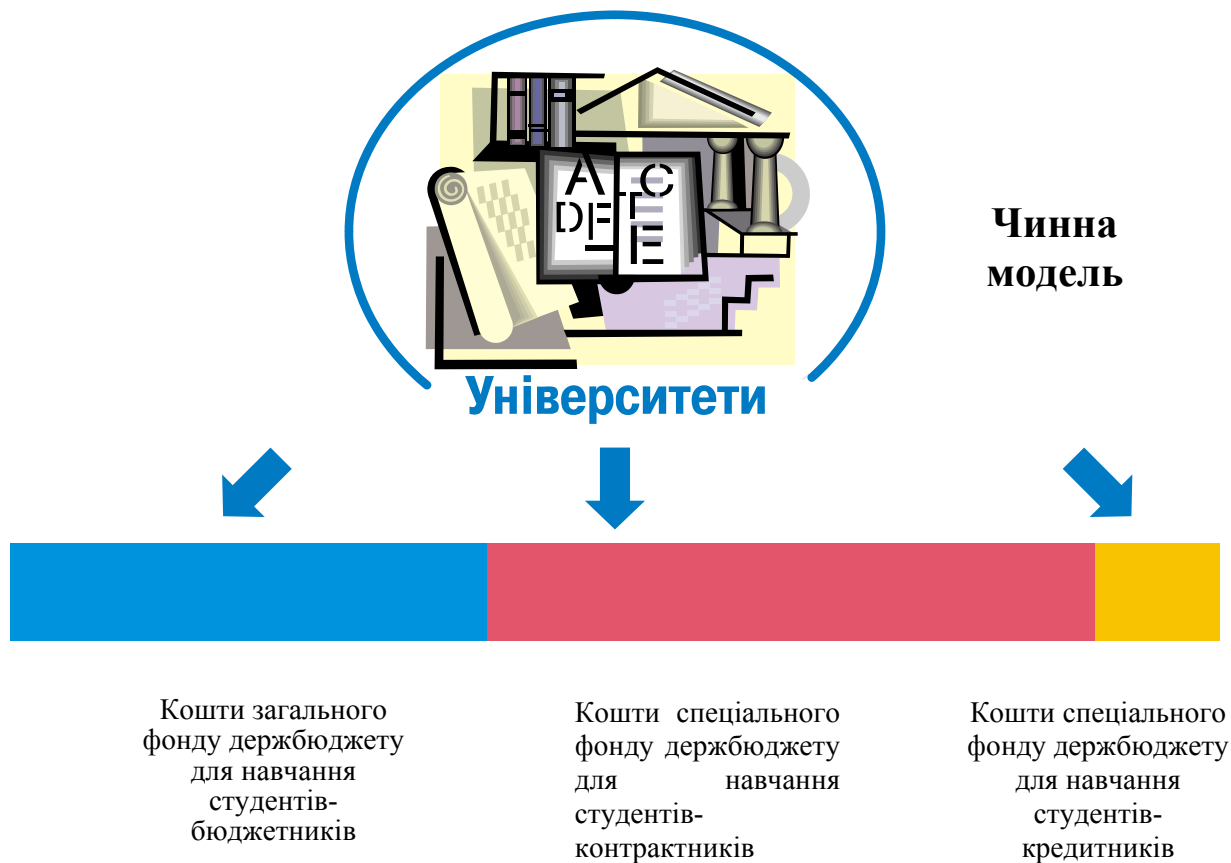 A C
DF T E
E
Чинна
модель
Університети
Кошти загального
фонду держбюджету
для навчання
студентів-
бюджетників
Кошти спеціального
фонду держбюджету
для навчання
студентів-
контрактників
Кошти спеціального
фонду держбюджету
для навчання
студентів-
кредитників